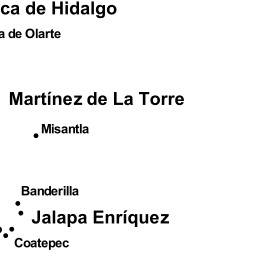 ca de Hidalgo
a de Olarte
Martínez de La Torre
Misantla
Banderilla
Jalapa Enríquez
Coatepec